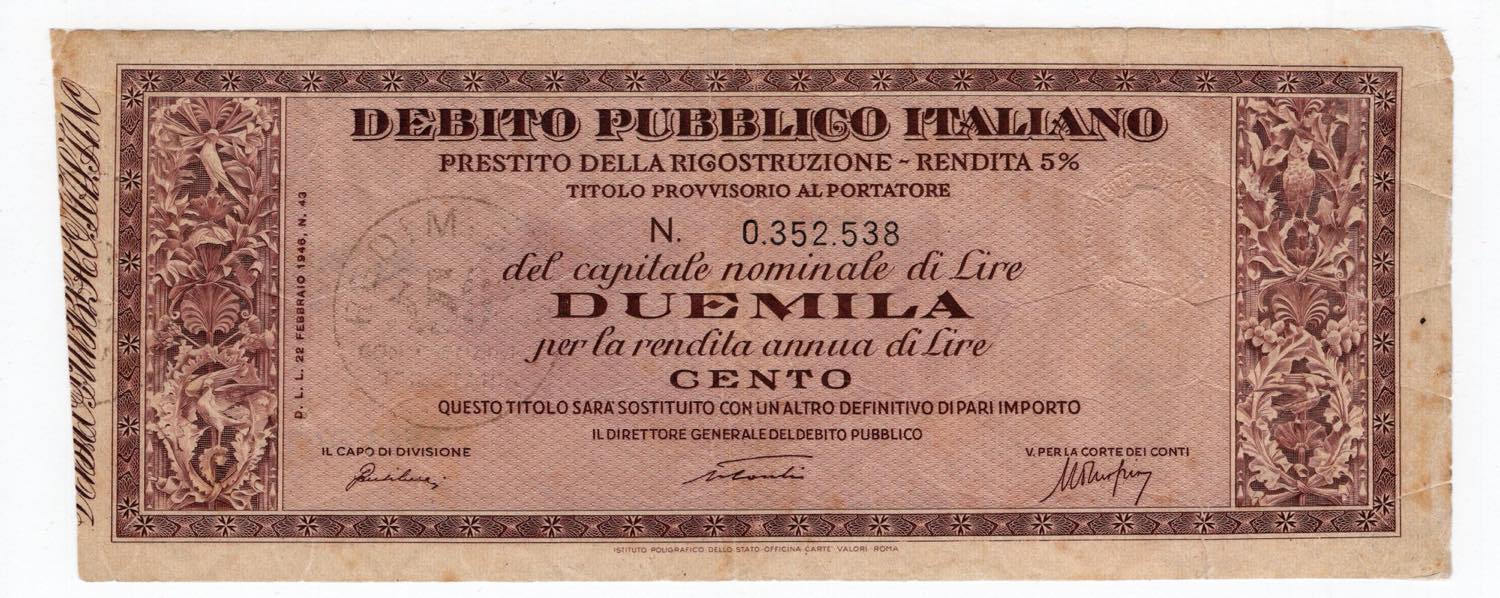 DEBITO PUBBLICO ITALIANO
PRESTITO DELLA RICOSTRUZIONE - RENDITA 5%
TITOLO PROVVISORIO AL PORTATORE
N. 0.352.538
del capitale nominale di Lire
DUEMILA
per la rendita annua di Lire
CENTO
QUESTO TITOLO SARA' SOSTITUITO CON UN ALTRO DEFINITIVO DI PARI IMPORTO
IL DIRETTORE GENERALE DEL DEBITO PUBBLICO
IL CAPO DI DIVISIONE
V. PER LA CORTE DEI CONTI
D. L. L. 22 FEBBRAIO 1946, N. 43
ISTITUTO POLIGRAFICO DELLO STATO OFFICINA CARTE VALORI ROMA